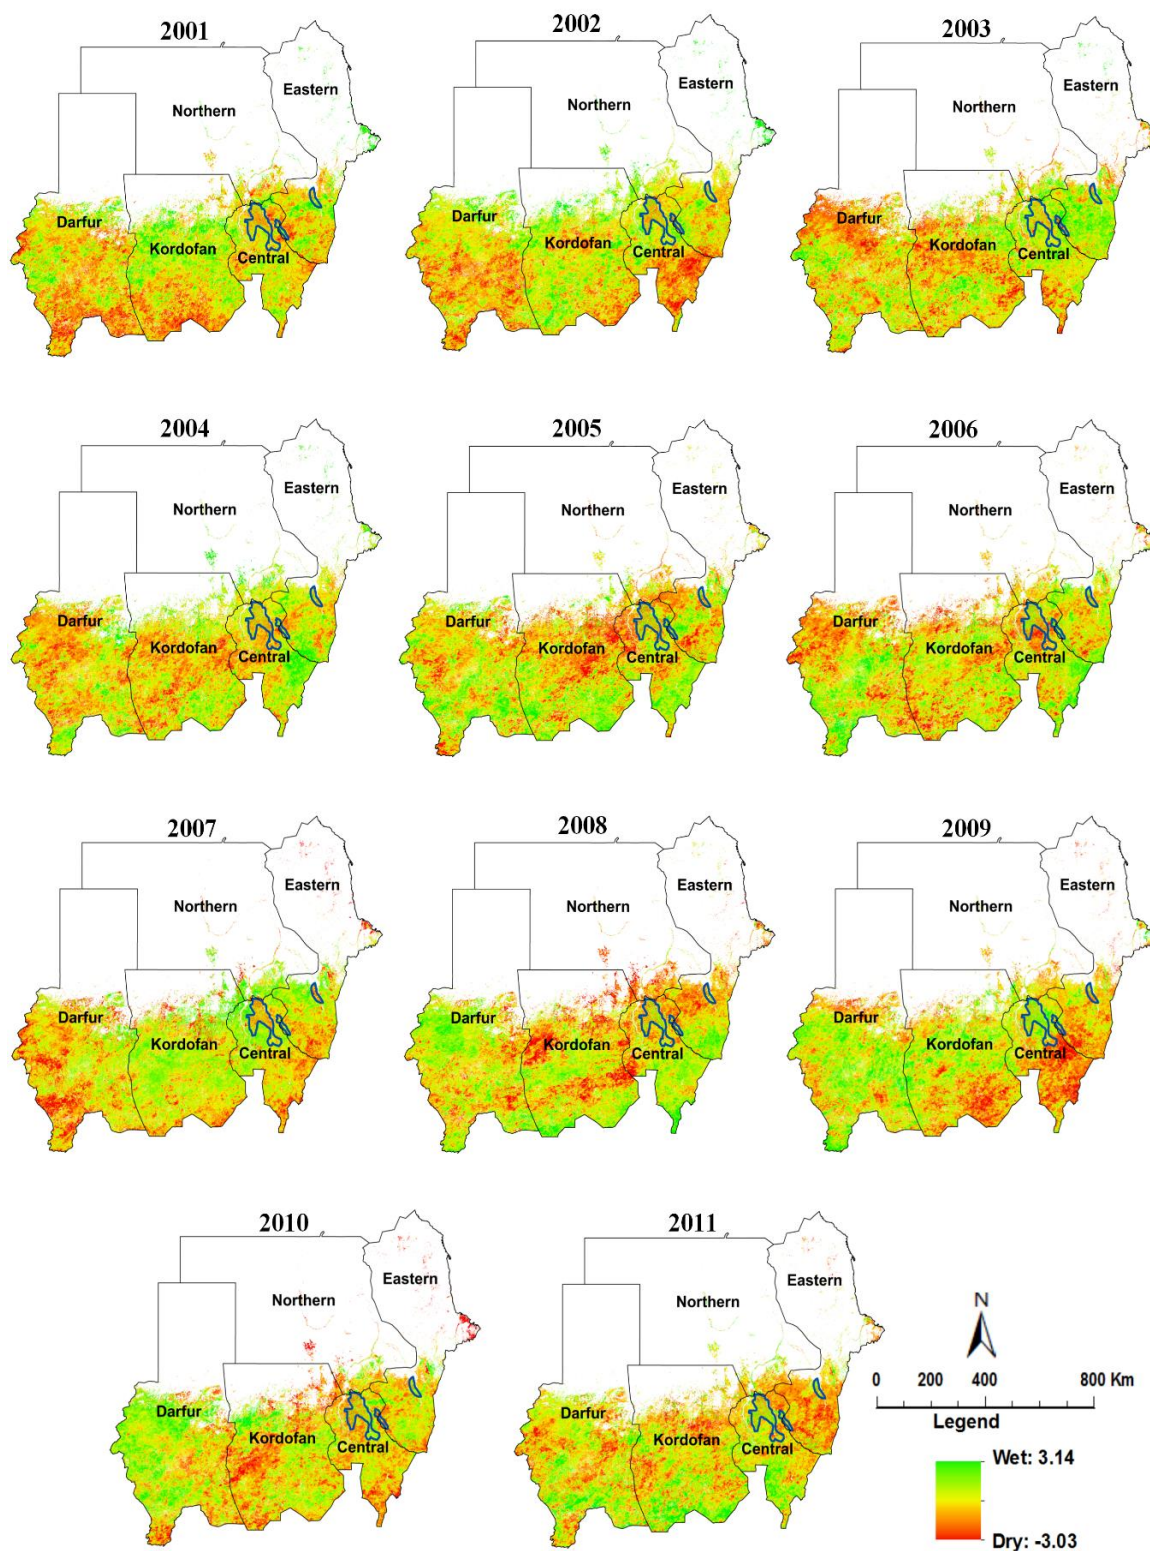 2001
Northern
Eastern
Darfur
Kordofan
Central
2002
Northern
Eastern
Darfur
Kordofan
Central
2003
Northern
Eastern
Darfur
Kordofan
Central
2004
Northern
Eastern
Darfur
Kordofan
Central
2005
Northern
Eastern
Darfur
Kordofan
Central
2006
Northern
Eastern
Darfur
Kordofan
Central
2007
Northern
Eastern
Darfur
Kordofan
Central
2008
Northern
Eastern
Darfur
Kordofan
Central
2009
Northern
Eastern
Darfur
Kordofan
Central
2010
Northern
Eastern
Darfur
Kordofan
Central
2011
Northern
Eastern
Darfur
Kordofan
Central
N
0 200 400 800 Km
Legend
Wet: 3.14
Dry: -3.03